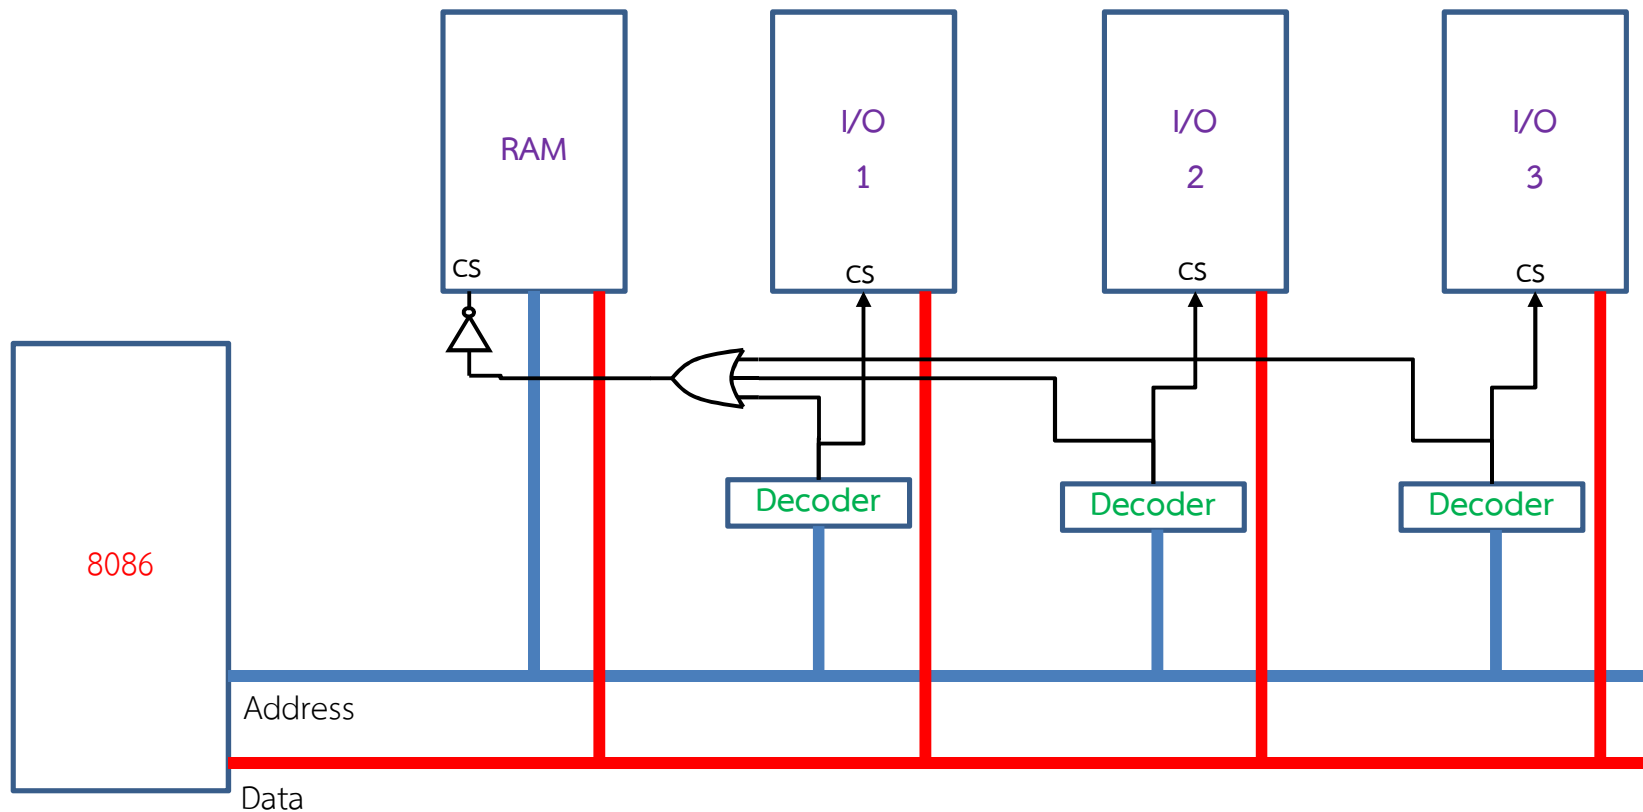 RAM
I/O
1
I/O
2
I/O
3
CS
CS
CS
CS
Decoder
Decoder
Decoder
8086
Address
Data